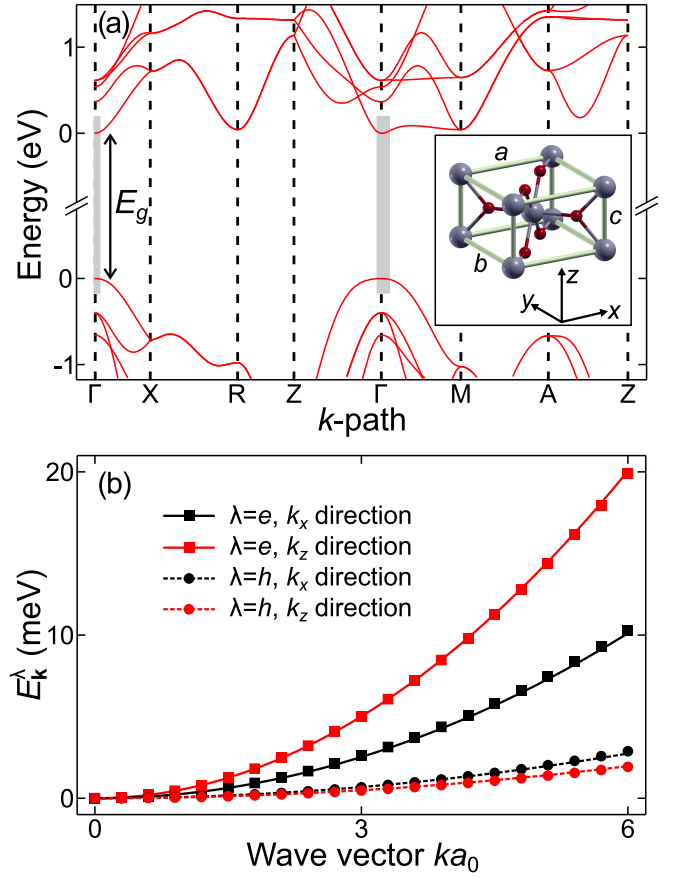 (a)
1
0
0
-1
Energy (eV)
E_g
a
b
c
z
y
x
Γ X R Z Γ M A Z
k-path
(b)
20
10
0
E_k^λ (meV)
λ=e, k_x direction
λ=e, k_z direction
λ=h, k_x direction
λ=h, k_z direction
0 3 6
Wave vector ka_0